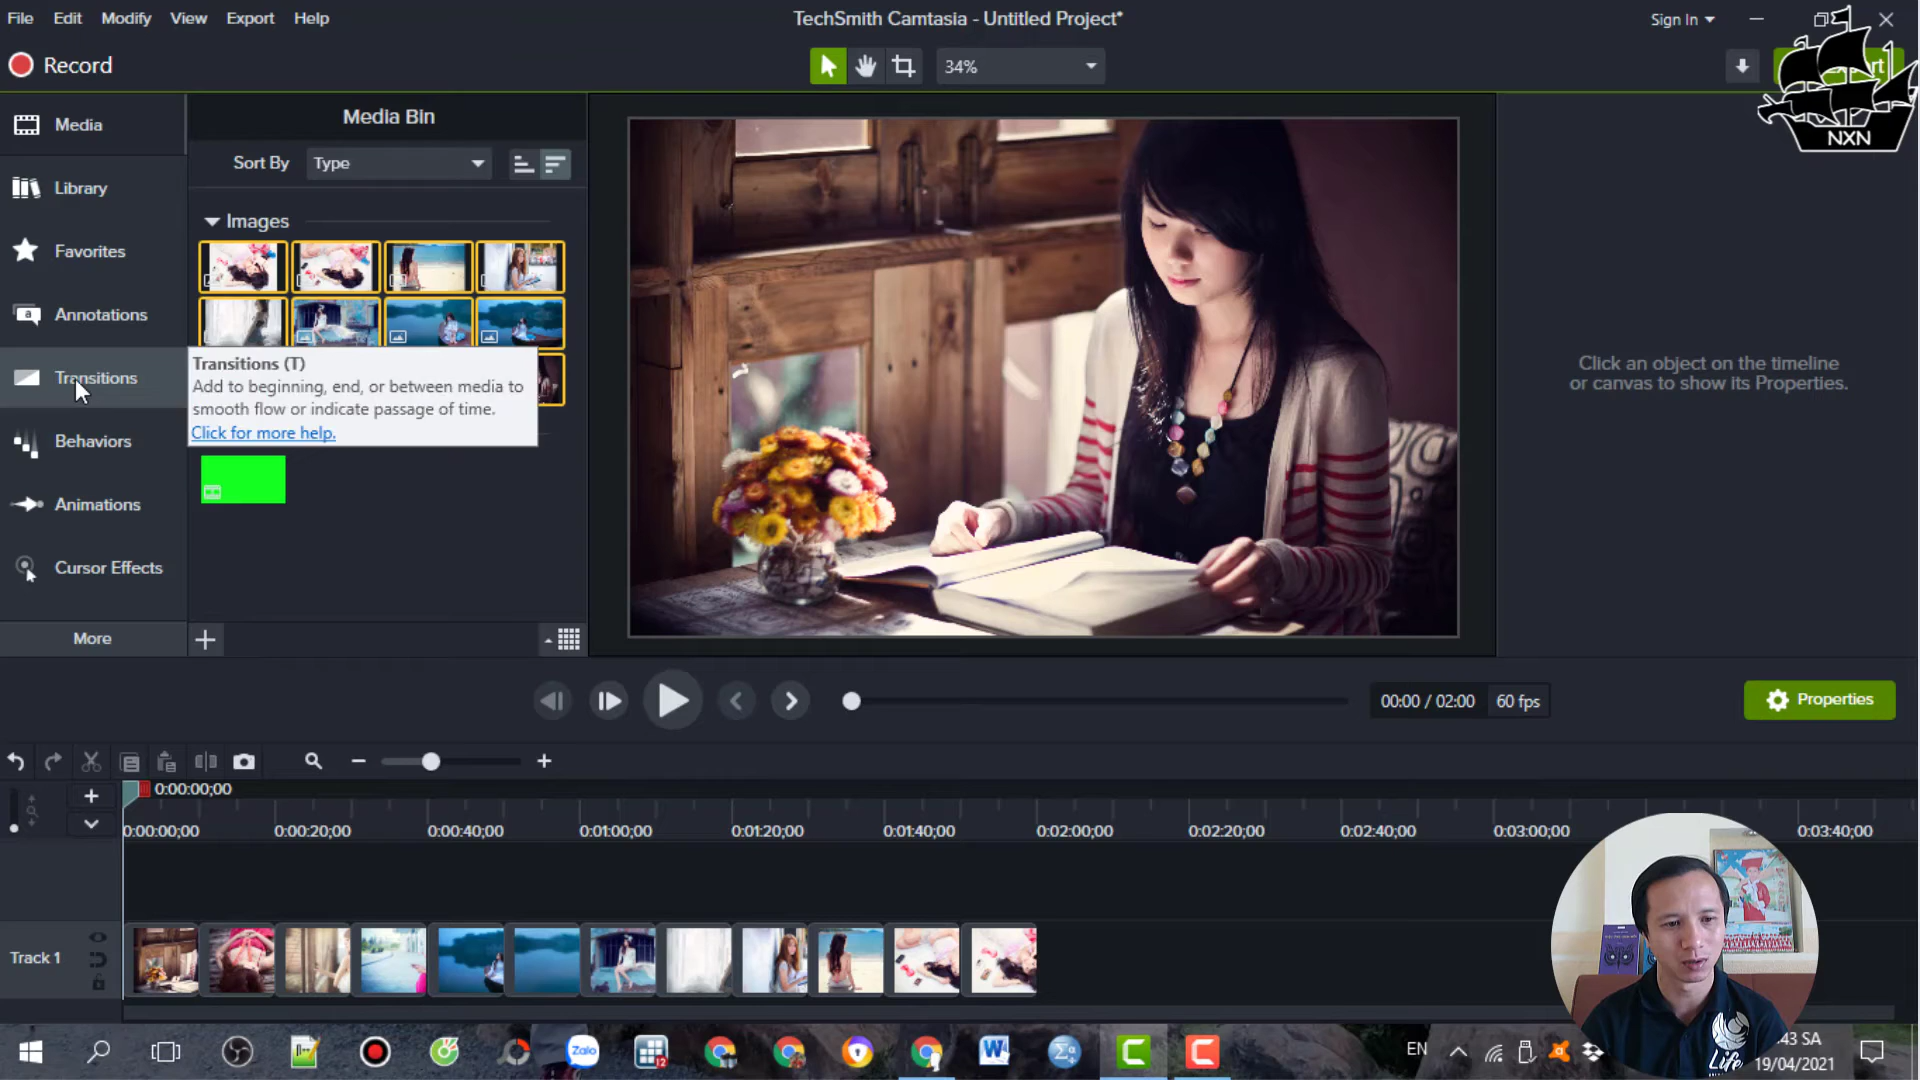 File Edit Modify View Export Help
TechSmith Camtasia - Untitled Project*
Sign In
Record
34%
NXN
Media
Library
Favorites
Annotations
Transitions
Behaviors
Animations
Cursor Effects
More
Media Bin
Sort By Type
Images
Transitions (T)
Add to beginning, end, or between media to
smooth flow or indicate passage of time.
Click for more help.
Click an object on the timeline
or canvas to show its Properties.
00:00 / 02:00 60 fps
Properties
0:00:00;00
0:00:00;00 0:00:20;00 0:00:40;00 0:01:00;00 0:01:20;00 0:01:40;00 0:02:00;00 0:02:20;00 0:02:40;00 0:03:00;00 0:03:40;00
Track 1
Zalo
12
EN
:43 SA
19/04/2021
Life